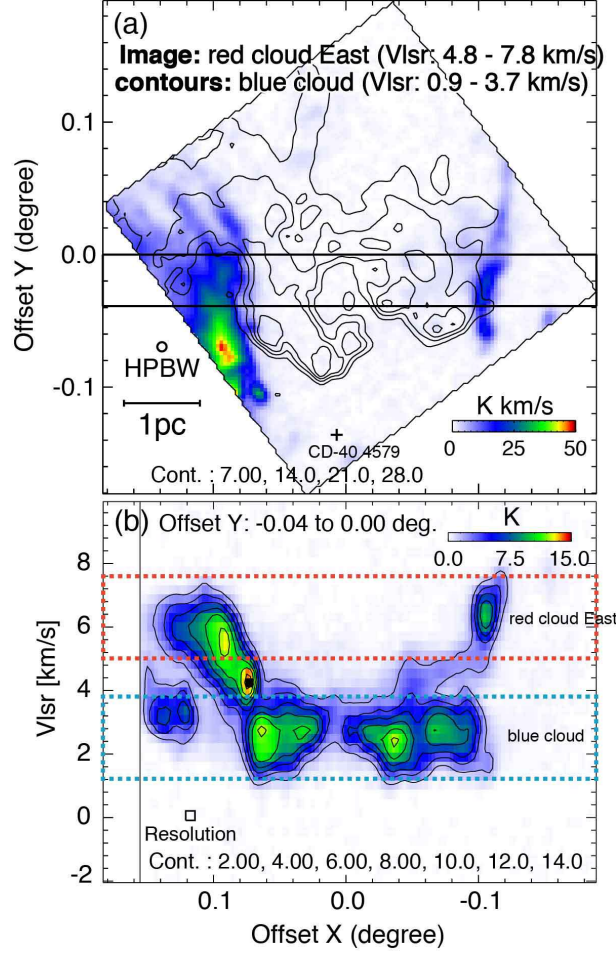 (a)
Image: red cloud East (Vlsr: 4.8 - 7.8 km/s)
contours: blue cloud (Vlsr: 0.9 - 3.7 km/s)
0.1
0.0
-0.1
Offset Y (degree)
HPBW
1pc
K km/s
0 25 50
CD-40 4579
Cont. : 7.00, 14.0, 21.0, 28.0
(b) Offset Y: -0.04 to 0.00 deg.
K
0.0 7.5 15.0
8
6
4
2
0
-2
Vlsr [km/s]
red cloud East
blue cloud
Resolution
Cont. : 2.00, 4.00, 6.00, 8.00, 10.0, 12.0, 14.0
0.1 0.0 -0.1
Offset X (degree)